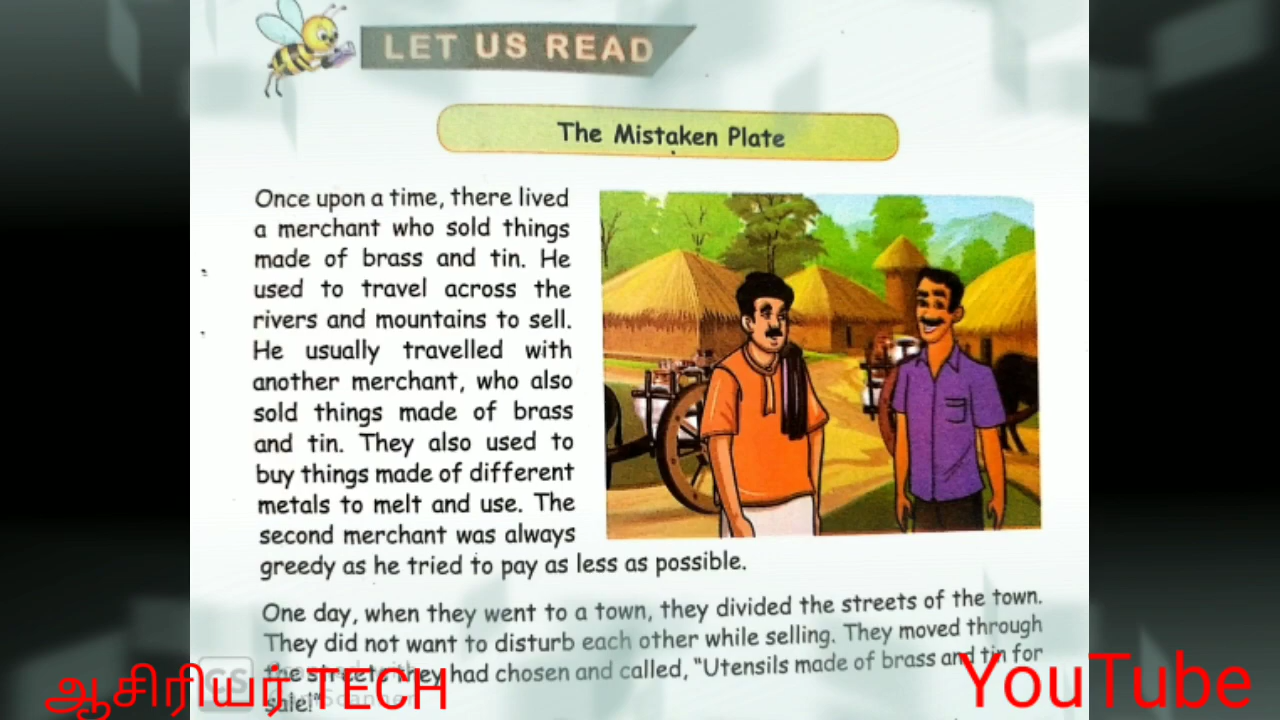 LET US READ
The Mistaken Plate
Once upon a time, there lived
a merchant who sold things
made of brass and tin. He
used to travel across the
rivers and mountains to sell.
He usually travelled with
another merchant, who also
sold things made of brass
and tin. They also used to
buy things made of different
metals to melt and use. The
second merchant was always
greedy as he tried to pay as less as possible.
One day, when they went to a town, they divided the streets of the town.
They did not want to disturb each other while selling. They moved through
the streets they had chosen and called, "Utensils made of brass and tin for
sale!"
CS
ஆசிரியர் TECH
YouTube